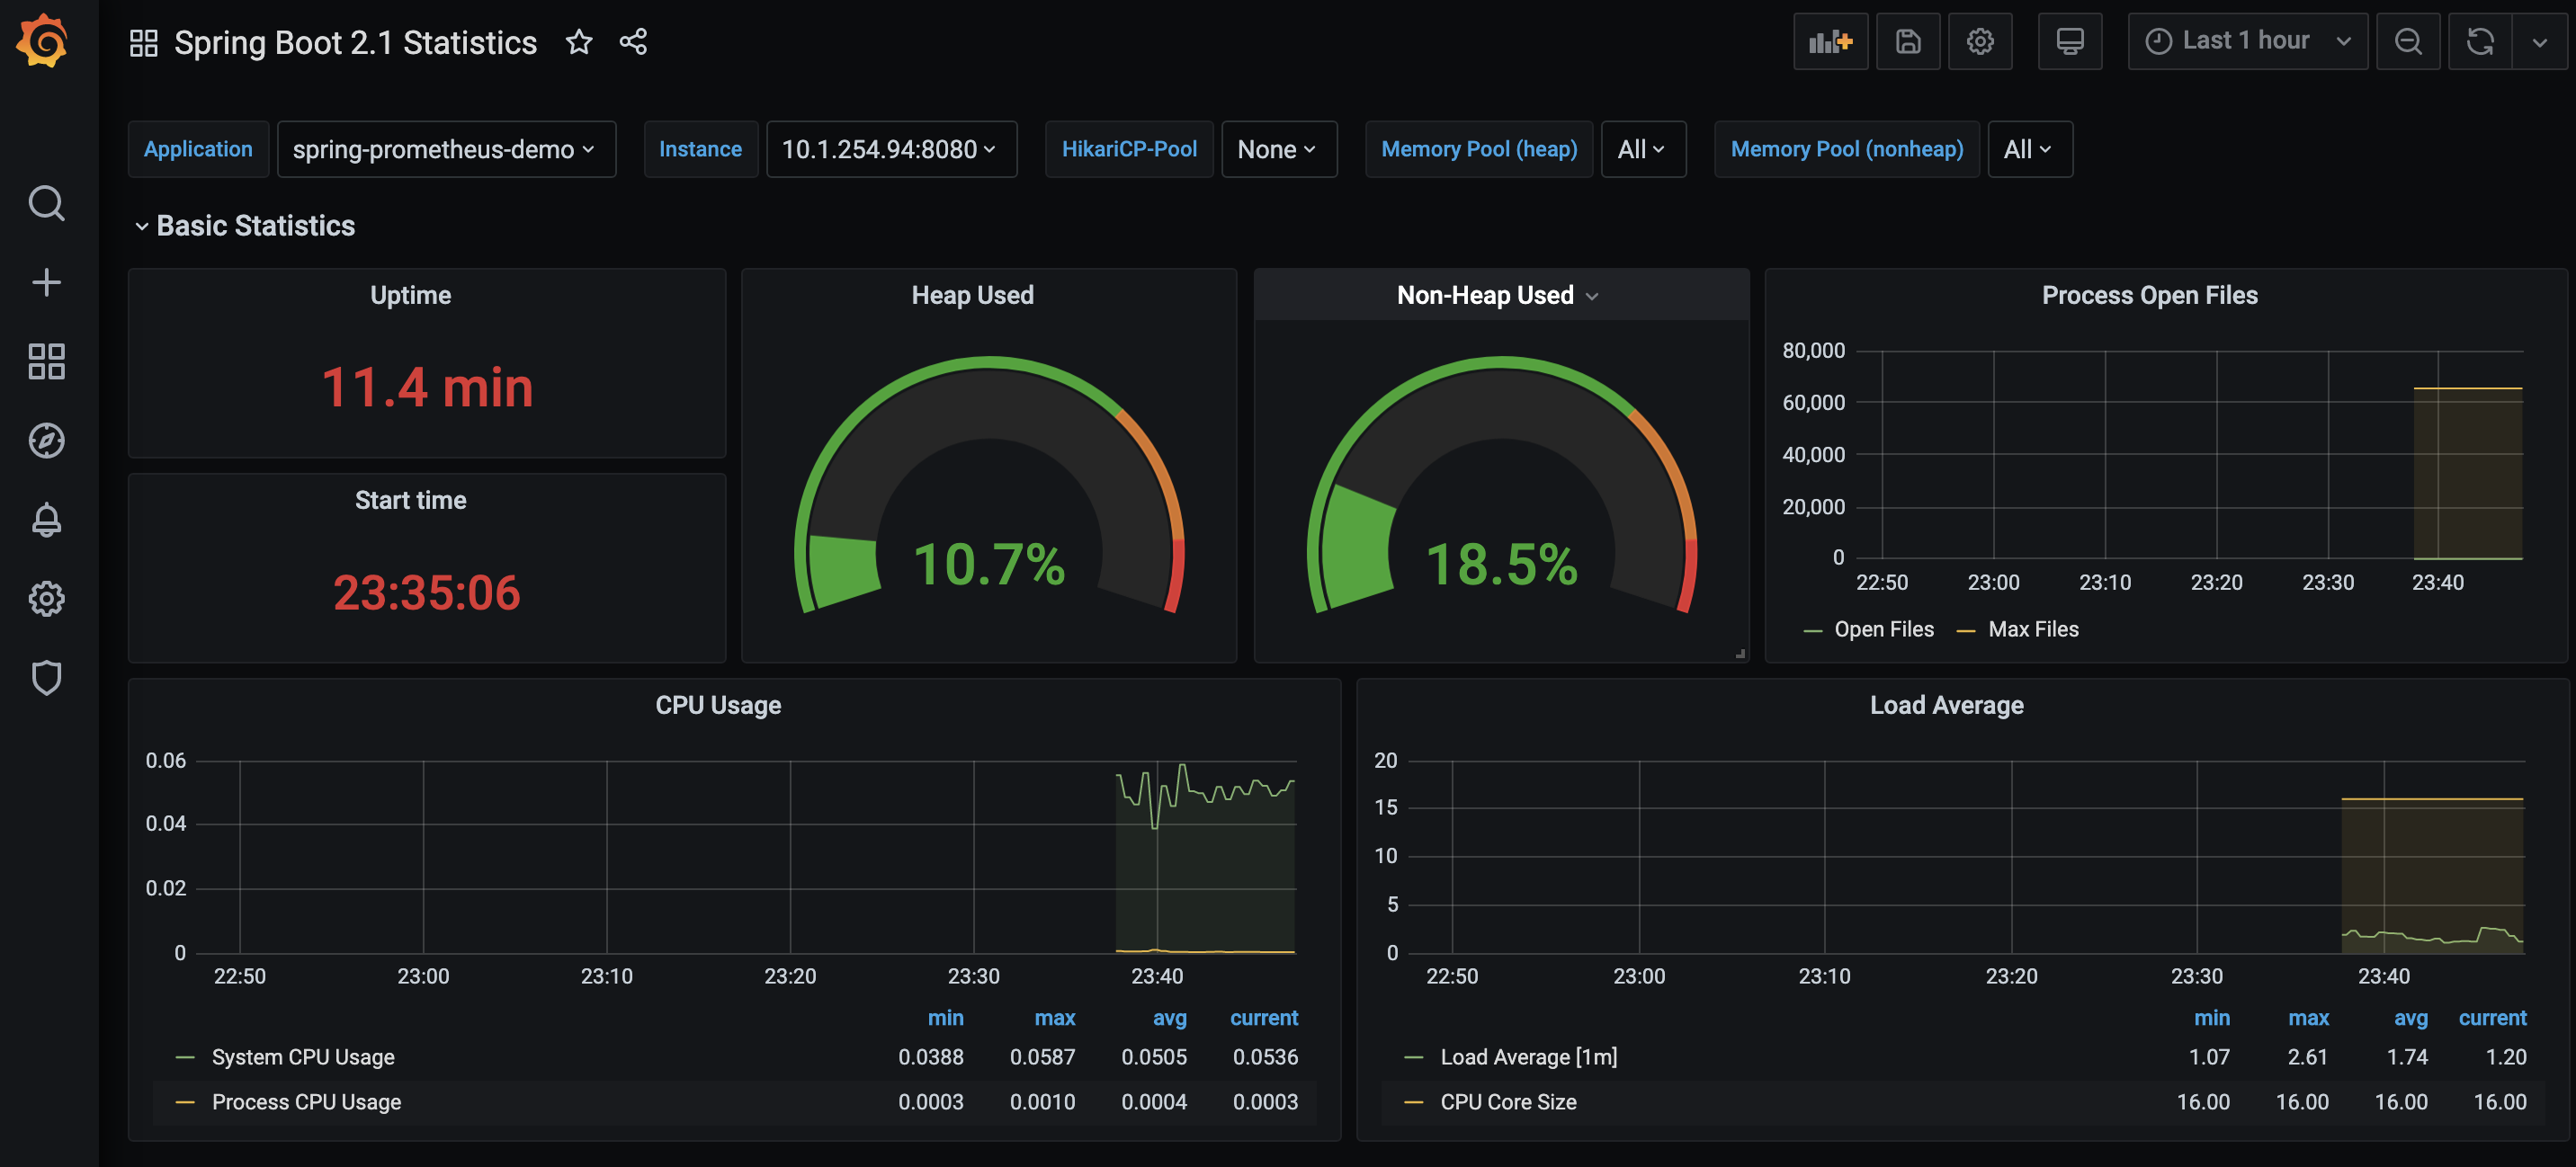 Spring Boot 2.1 Statistics
Last 1 hour
Application spring-prometheus-demo Instance 10.1.254.94:8080 HikariCP-Pool None Memory Pool (heap) All Memory Pool (nonheap) All
Basic Statistics
Uptime
11.4 min
Start time
23:35:06
Heap Used
10.7%
Non-Heap Used
18.5%
Process Open Files
80,000
60,000
40,000
20,000
0
22:50 23:00 23:10 23:20 23:30 23:40
Open Files Max Files
CPU Usage
0.06
0.04
0.02
0
22:50 23:00 23:10 23:20 23:30 23:40
min max avg current
System CPU Usage 0.0388 0.0587 0.0505 0.0536
Process CPU Usage 0.0003 0.0010 0.0004 0.0003
Load Average
20
15
10
5
0
22:50 23:00 23:10 23:20 23:30 23:40
min max avg current
Load Average [1m] 1.07 2.61 1.74 1.20
CPU Core Size 16.00 16.00 16.00 16.00